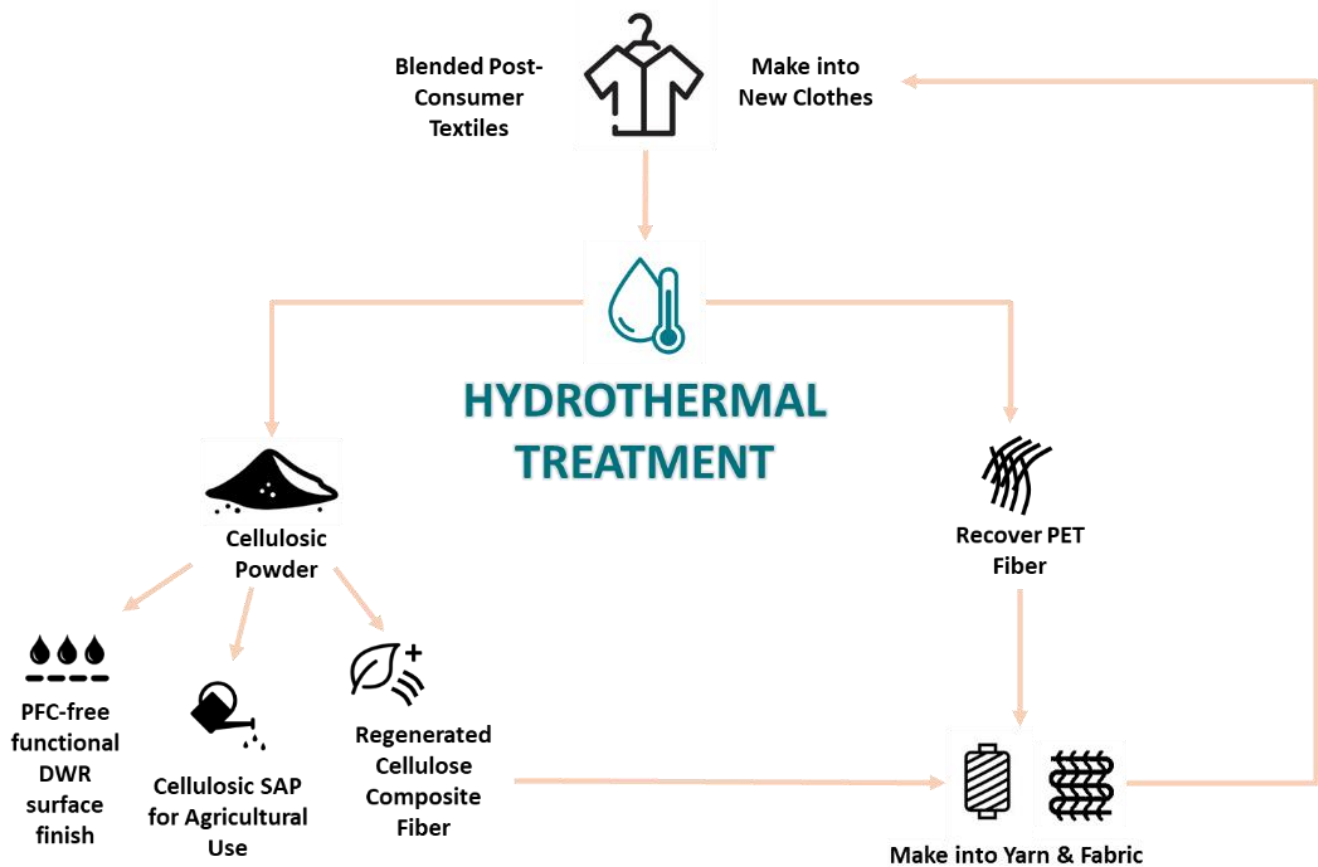 Blended Post-
Consumer
Textiles
Make into
New Clothes
HYDROTHERMAL
TREATMENT
Cellulosic
Powder
Recover PET
Fiber
PFC-free
functional
DWR
surface
finish
Cellulosic SAP
for Agricultural
Use
Regenerated
Cellulose
Composite
Fiber
Make into Yarn & Fabric